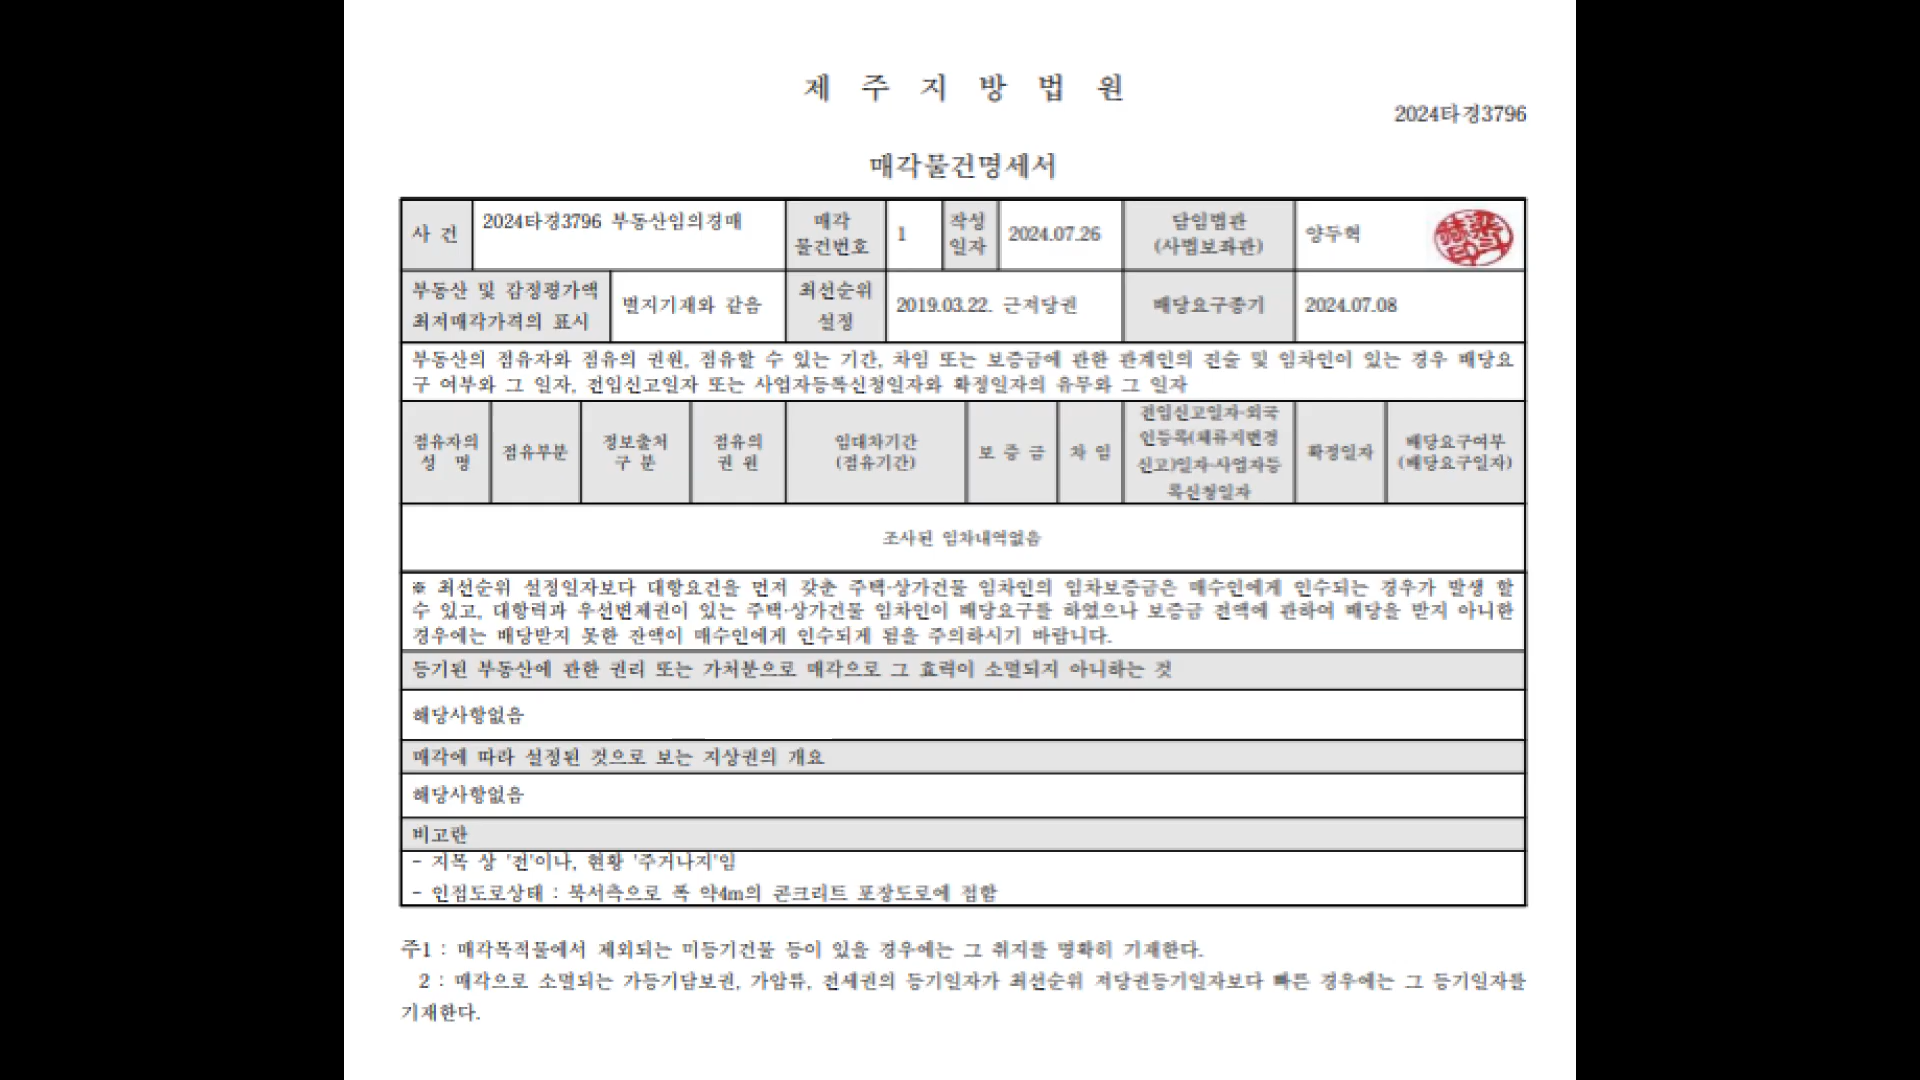 제 주 지 방 법 원
2024타경3796
매각물건명세서
사 건
2024타경3796 부동산임의경매
매각
물건번호
1
작성
일자
2024.07.26
담임법관
(사법보좌관)
양두혁
부동산 및 감정평가액
최저매각가격의 표시
별지기재와 같음
최선순위
설정
2019.03.22. 근저당권
배당요구종기
2024.07.08
부동산의 점유자와 점유의 권원, 점유할 수 있는 기간, 차임 또는 보증금에 관한 관계인의 진술 및 임차인이 있는 경우 배당요
구 여부와 그 일자, 전입신고일자 또는 사업자등록신청일자와 확정일자의 유무와 그 일자
점유자의
성 명
점유부분
정보출처
구 분
점유의
권 원
임대차기간
(점유기간)
보 증 금
차 임
전입신고일자·외국
인등록(체류지변경
신고)일자·사업자등
록신청일자
확정일자
배당요구여부
(배당요구일자)
조사된 임차내역없음
※ 최선순위 설정일자보다 대항요건을 먼저 갖춘 주택·상가건물 임차인의 임차보증금은 매수인에게 인수되는 경우가 발생 할
수 있고, 대항력과 우선변제권이 있는 주택·상가건물 임차인이 배당요구를 하였으나 보증금 전액에 관하여 배당을 받지 아니한
경우에는 배당받지 못한 잔액이 매수인에게 인수되게 됨을 주의하시기 바랍니다.
등기된 부동산에 관한 권리 또는 가처분으로 매각으로 그 효력이 소멸되지 아니하는 것
해당사항없음
매각에 따라 설정된 것으로 보는 지상권의 개요
해당사항없음
비고란
- 지목 상 '전'이나, 현황 '주거나지'임
- 인접도로상태 : 북서측으로 폭 약4m의 콘크리트 포장도로에 접함
주1 : 매각목적물에서 제외되는 미등기건물 등이 있을 경우에는 그 취지를 명확히 기재한다.
2 : 매각으로 소멸되는 가등기담보권, 가압류, 전세권의 등기일자가 최선순위 저당권등기일자보다 빠른 경우에는 그 등기일자를
기재한다.